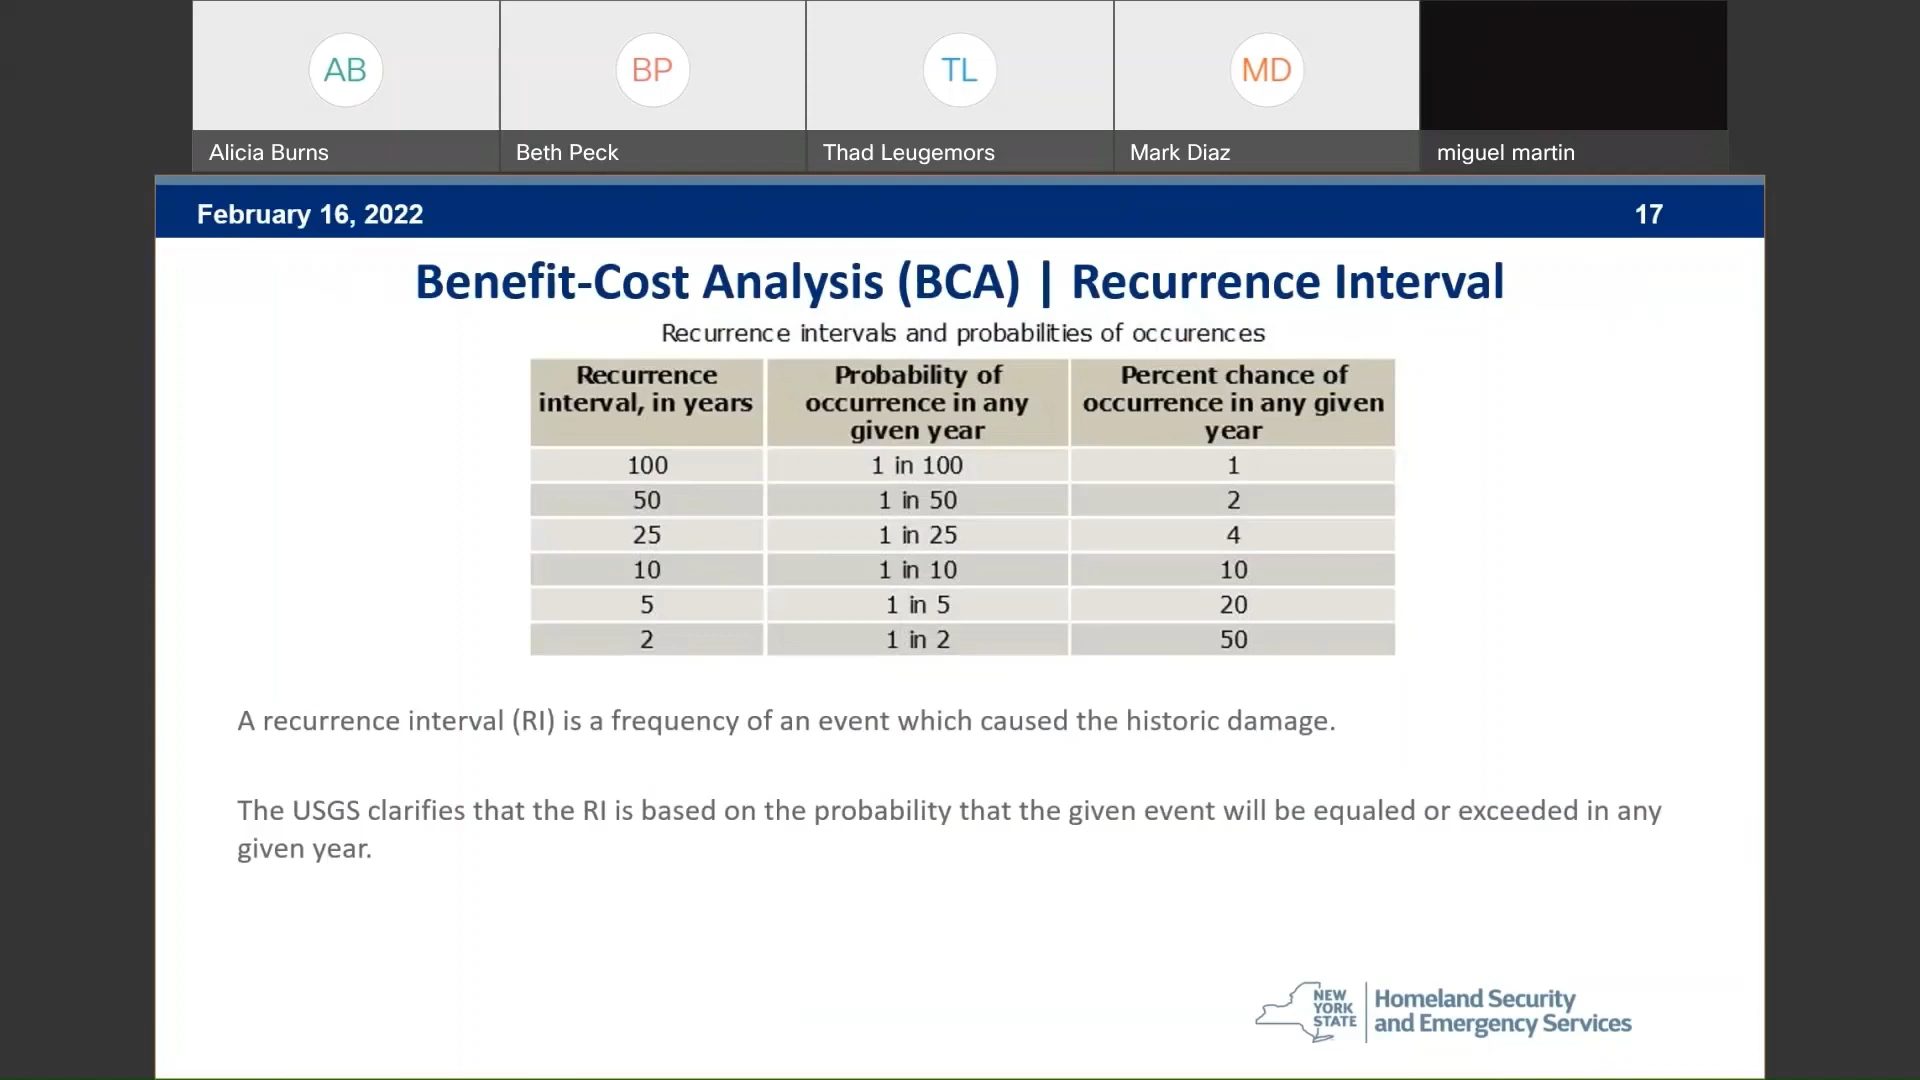 AB
BP
TL
MD
Alicia Burns
Beth Peck
Thad Leugemors
Mark Diaz
miguel martin
February 16, 2022
17
Benefit-Cost Analysis (BCA) | Recurrence Interval
Recurrence intervals and probabilities of occurences
Recurrence interval, in years
Probability of occurrence in any given year
Percent chance of occurrence in any given year
100 1 in 100 1
50 1 in 50 2
25 1 in 25 4
10 1 in 10 10
5 1 in 5 20
2 1 in 2 50
A recurrence interval (RI) is a frequency of an event which caused the historic damage.
The USGS clarifies that the RI is based on the probability that the given event will be equaled or exceeded in any
given year.
NEW
YORK
STATE
Homeland Security
and Emergency Services